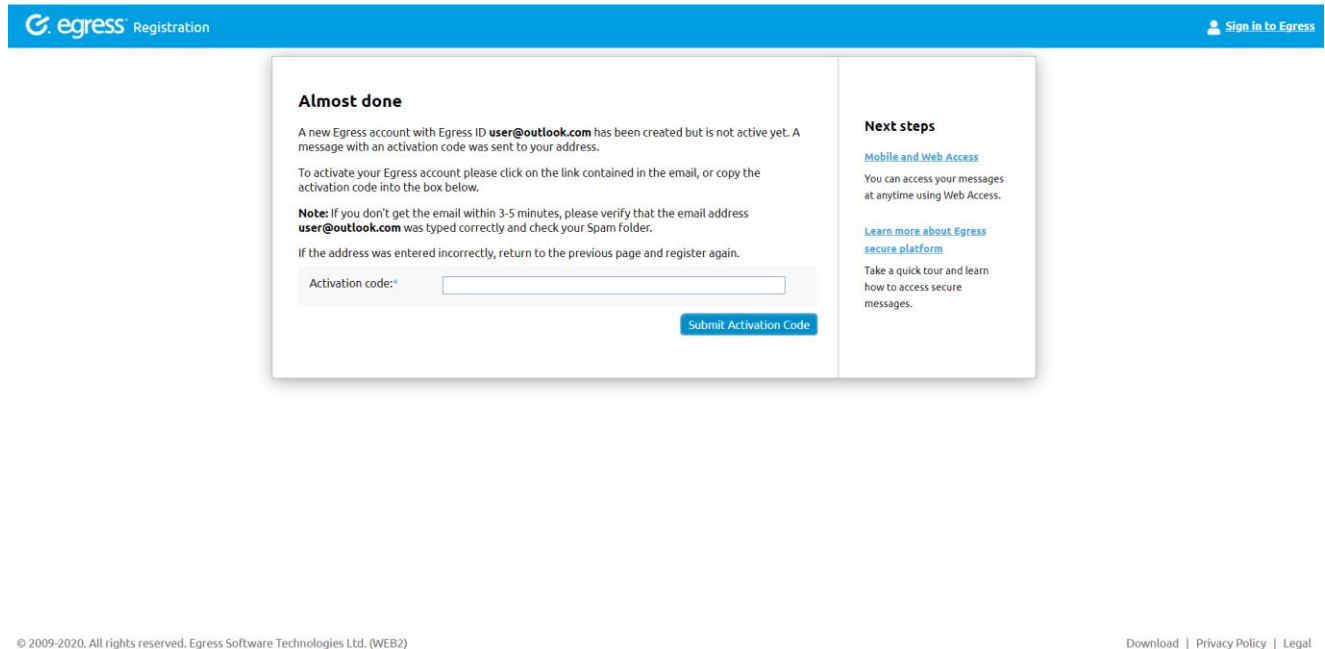 egress Registration
Sign in to Egress
Almost done
A new Egress account with Egress ID user@outlook.com has been created but is not active yet. A
message with an activation code was sent to your address.
To activate your Egress account please click on the link contained in the email, or copy the
activation code into the box below.
Note: If you don't get the email within 3-5 minutes, please verify that the email address
user@outlook.com was typed correctly and check your Spam folder.
If the address was entered incorrectly, return to the previous page and register again.
Activation code:*
Submit Activation Code
Next steps
Mobile and Web Access
You can access your messages
at anytime using Web Access.
Learn more about Egress
secure platform
Take a quick tour and learn
how to access secure
messages.
© 2009-2020. All rights reserved. Egress Software Technologies Ltd. (WEB2)
Download | Privacy Policy | Legal